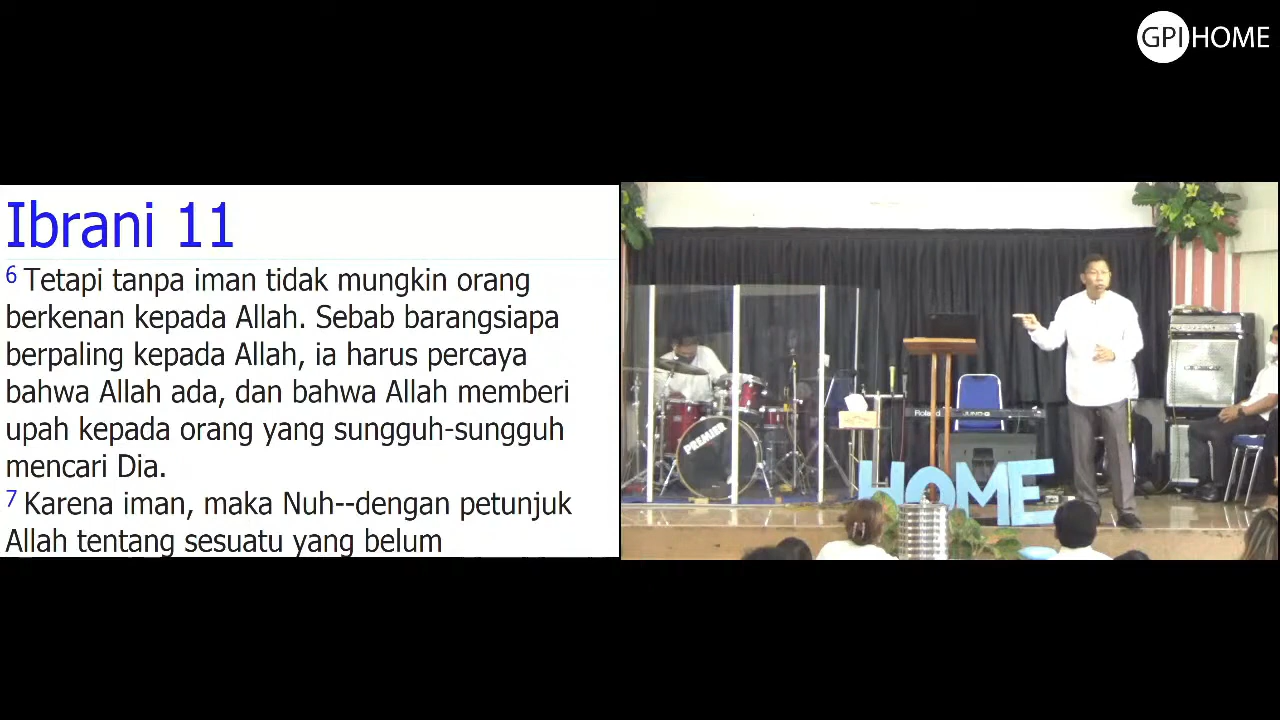 GPI HOME
Ibrani 11
6 Tetapi tanpa iman tidak mungkin orang
berkenan kepada Allah. Sebab barangsiapa
berpaling kepada Allah, ia harus percaya
bahwa Allah ada, dan bahwa Allah memberi
upah kepada orang yang sungguh-sungguh
mencari Dia.
7 Karena iman, maka Nuh--dengan petunjuk
Allah tentang sesuatu yang belum
PREMIER
Roland
JUNO-G
HOME